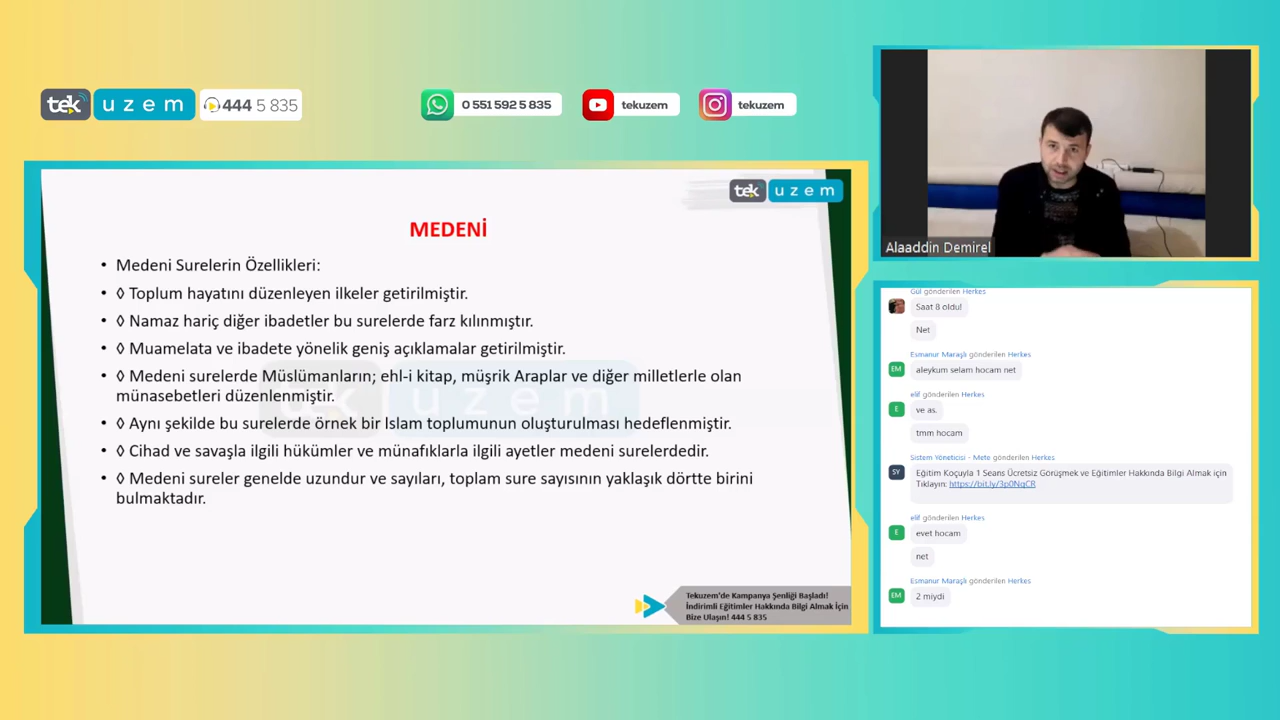 tek uzem 444 5 835
0 551 592 5 835
tekuzem
tekuzem
tek uzem
MEDENİ
• Medeni Surelerin Özellikleri:
• ◊ Toplum hayatını düzenleyen ilkeler getirilmiştir.
• ◊ Namaz hariç diğer ibadetler bu surelerde farz kılınmıştır.
• ◊ Muamelata ve ibadete yönelik geniş açıklamalar getirilmiştir.
• ◊ Medeni surelerde Müslümanların; ehl-i kitap, müşrik Araplar ve diğer milletlerle olan
münasebetleri düzenlenmiştir.
• ◊ Aynı şekilde bu surelerde örnek bir Islam toplumunun oluşturulması hedeflenmiştir.
• ◊ Cihad ve savaşla ilgili hükümler ve münafıklarla ilgili ayetler medeni surelerdedir.
• ◊ Medeni sureler genelde uzundur ve sayıları, toplam sure sayısının yaklaşık dörtte birini
bulmaktadır.
tek uzem
Tekuzem'de Kampanya Şenliği Başladı!
İndirimli Eğitimler Hakkında Bilgi Almak İçin
Bize Ulaşın! 444 5 835
Alaaddin Demirel
Gül gönderilen Herkes
Saat 8 oldu!
Net
Esmanur Maraşlı gönderilen Herkes
EM
aleykum selam hocam net
elif gönderilen Herkes
E
ve as.
tmm hocam
Sistem Yöneticisi - Mete gönderilen Herkes
SY
Eğitim Koçuyla 1 Seans Ücretsiz Görüşmek ve Eğitimler Hakkında Bilgi Almak için
Tıklayın: https://bit.ly/3p0NqCR
elif gönderilen Herkes
E
evet hocam
net
Esmanur Maraşlı gönderilen Herkes
EM
2 miydi